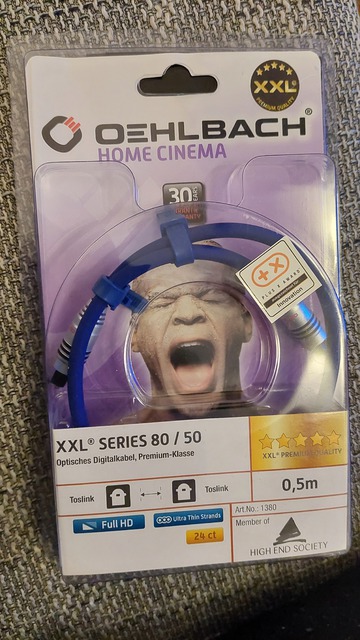 XXL®
PREMIUM QUALITY
OEHLBACH®
HOME CINEMA
30
PLUS X AWARD
Innovation
XXL® SERIES 80 / 50
Optisches Digitalkabel, Premium-Klasse
XXL® PREMIUM QUALITY
Toslink
Toslink
0,5m
Full HD
Ultra Thin Strands
24 ct
Art.No.: 1380
Member of
HIGH END SOCIETY